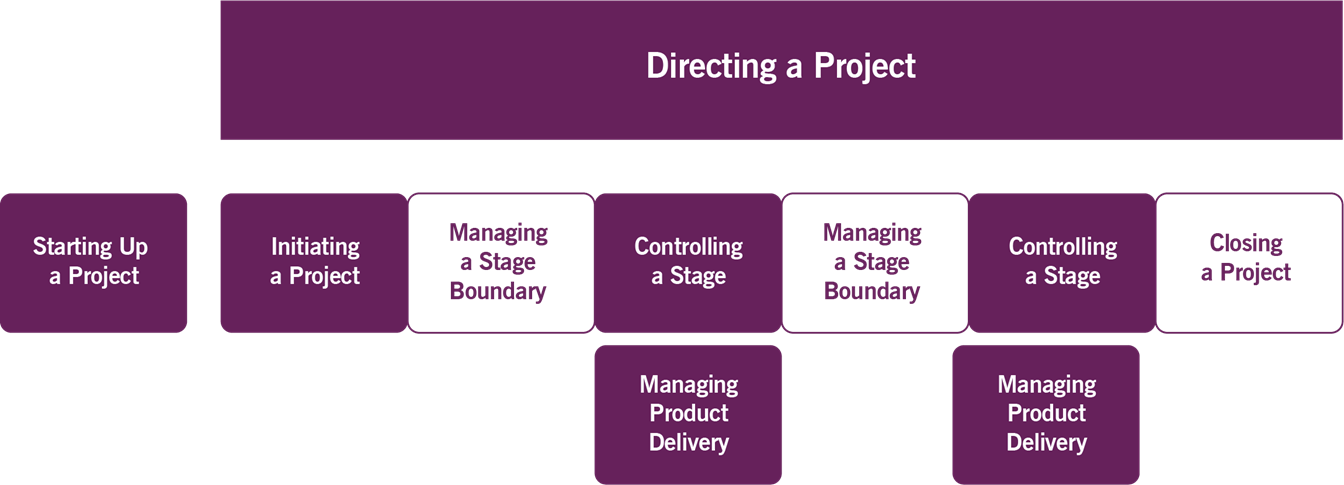 Directing a Project
Starting Up
a Project
Initiating
a Project
Managing
a Stage
Boundary
Controlling
a Stage
Managing
a Stage
Boundary
Controlling
a Stage
Closing
a Project
Managing
Product
Delivery
Managing
Product
Delivery